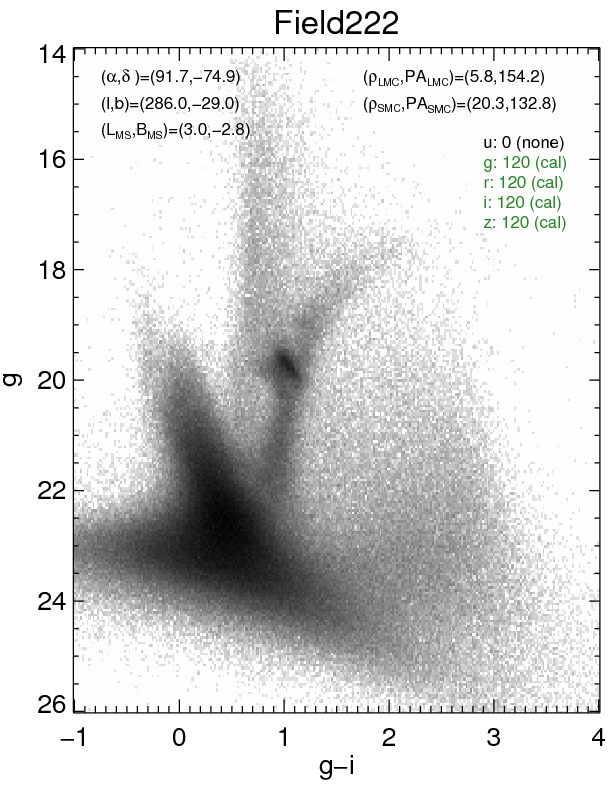 Field222
(α,δ )=(91.7,−74.9)
(ρLMC,PALMC)=(5.8,154.2)
(l,b)=(286.0,−29.0)
(ρSMC,PASMC)=(20.3,132.8)
(LMS,BMS)=(3.0,−2.8)
u: 0 (none)
g: 120 (cal)
r: 120 (cal)
i: 120 (cal)
z: 120 (cal)
14
16
18
20
22
24
26
g
−1 0 1 2 3 4
g−i